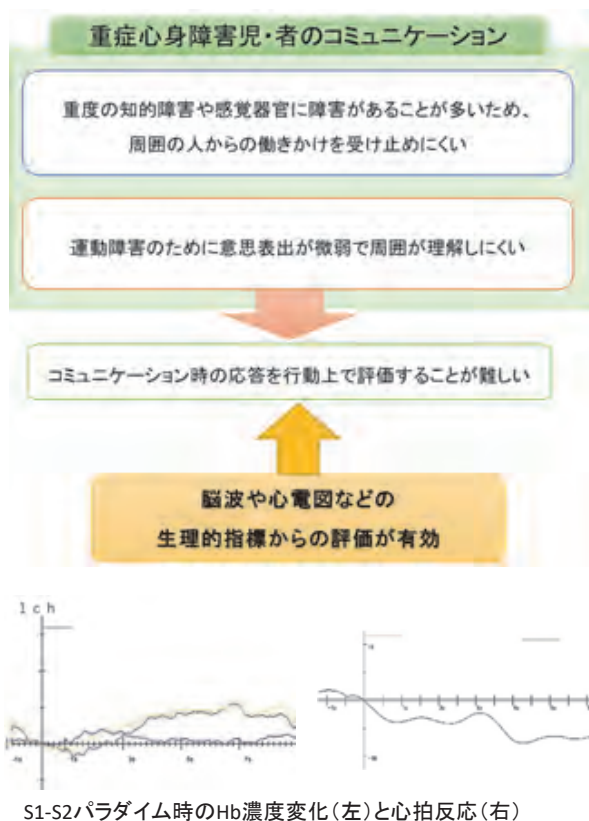 重症心身障害児・者のコミュニケーション
重度の知的障害や感覚器官に障害があることが多いため、
周囲の人からの働きかけを受け止めにくい
運動障害のために意思表出が微弱で周囲が理解しにくい
コミュニケーション時の応答を行動上で評価することが難しい
脳波や心電図などの
生理的指標からの評価が有効
1ch
S1-S2パラダイム時のHb濃度変化(左)と心拍反応(右)